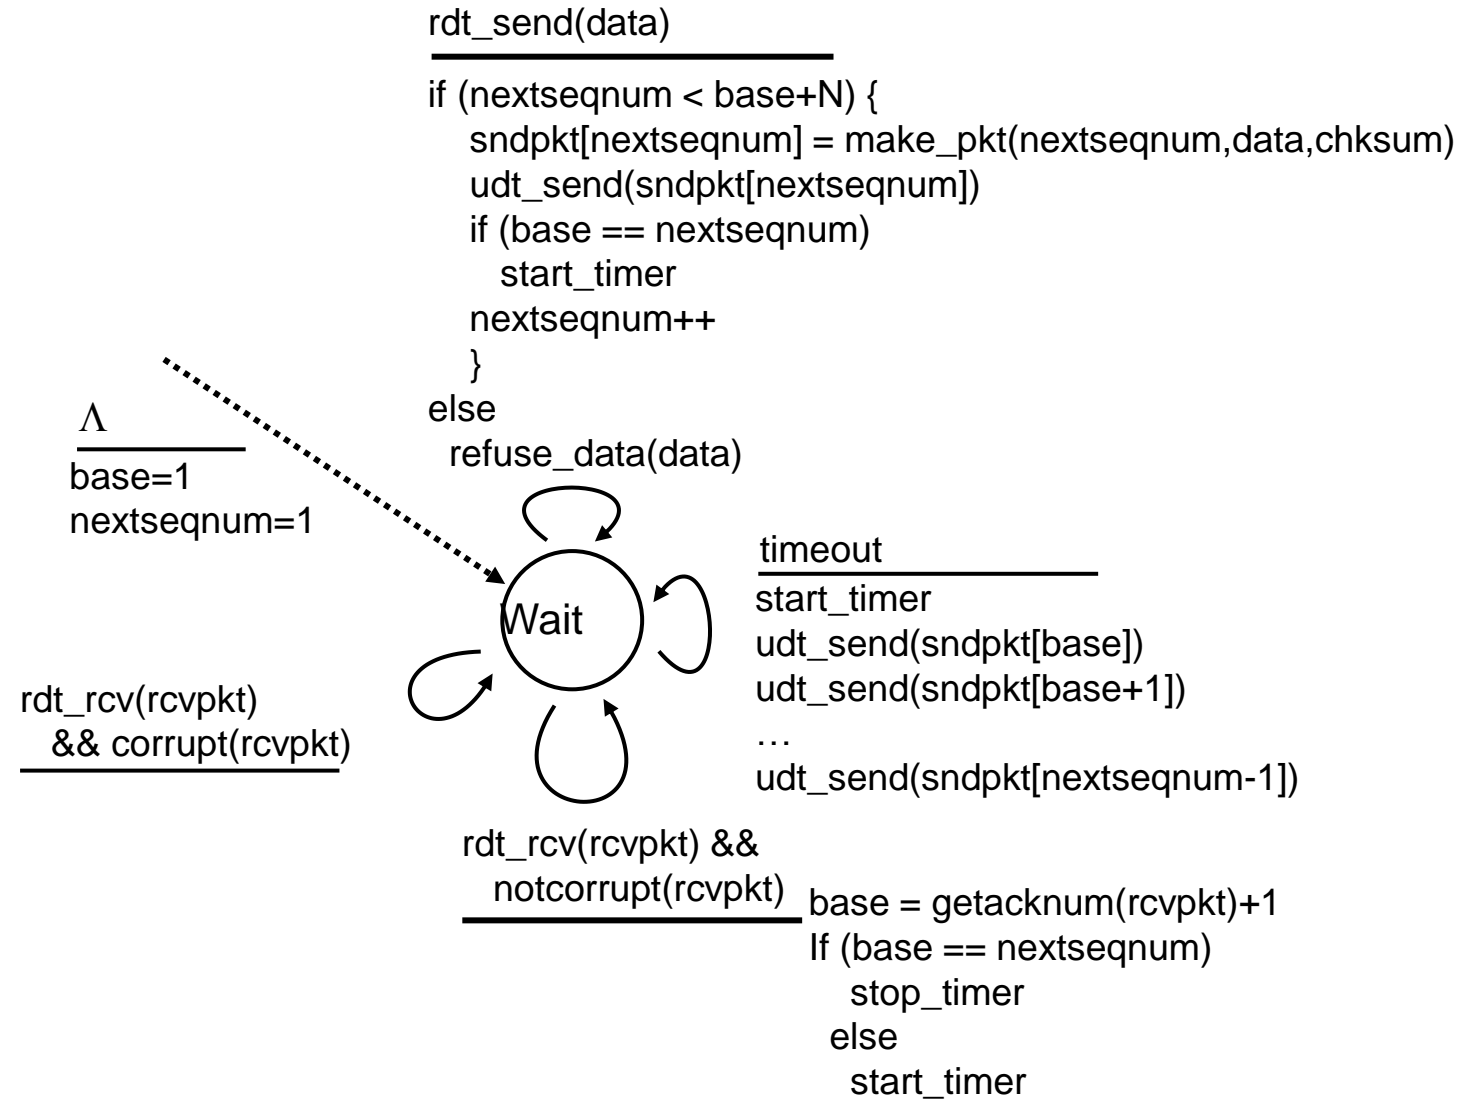 rdt_send(data)
if (nextseqnum < base+N) {
sndpkt[nextseqnum] = make_pkt(nextseqnum,data,chksum)
udt_send(sndpkt[nextseqnum])
if (base == nextseqnum)
start_timer
nextseqnum++
}
else
refuse_data(data)
Λ
base=1
nextseqnum=1
Wait
timeout
start_timer
udt_send(sndpkt[base])
udt_send(sndpkt[base+1])
…
udt_send(sndpkt[nextseqnum-1])
rdt_rcv(rcvpkt)
&& corrupt(rcvpkt)
rdt_rcv(rcvpkt) &&
notcorrupt(rcvpkt)
base = getacknum(rcvpkt)+1
If (base == nextseqnum)
stop_timer
else
start_timer